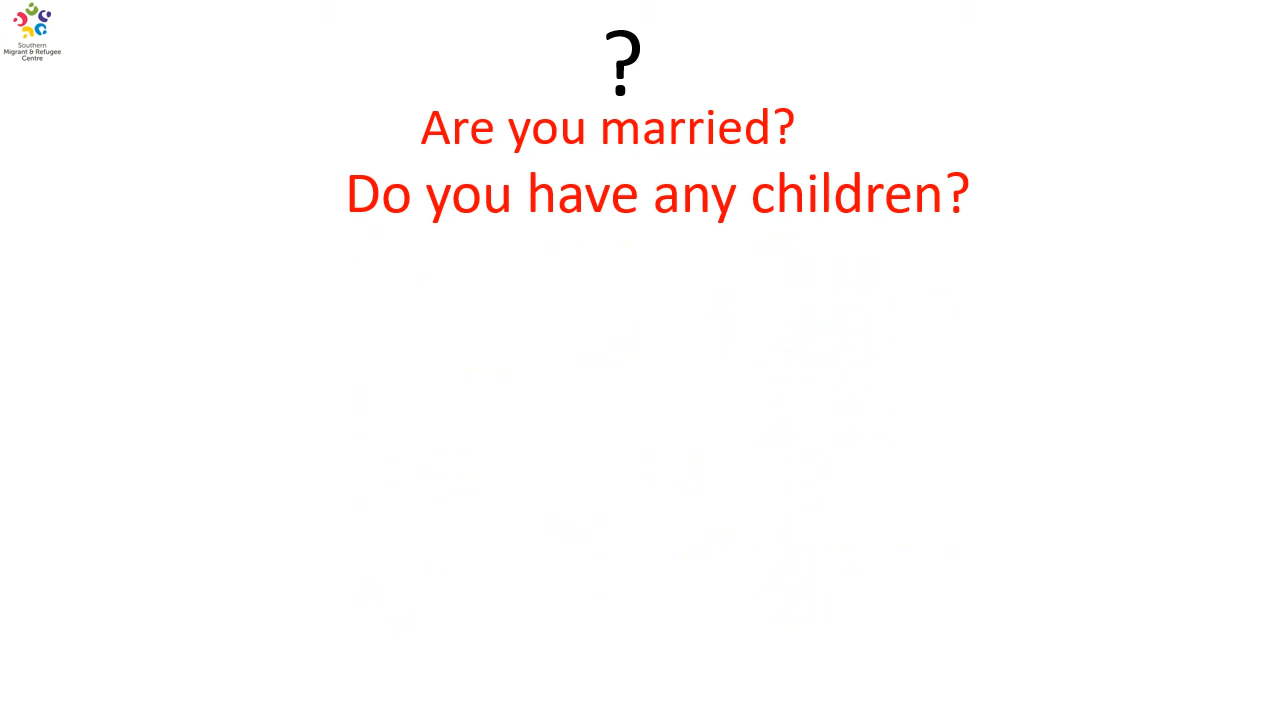 Southern
Migrant & Refugee
Centre
?
Are you married?
Do you have any children?